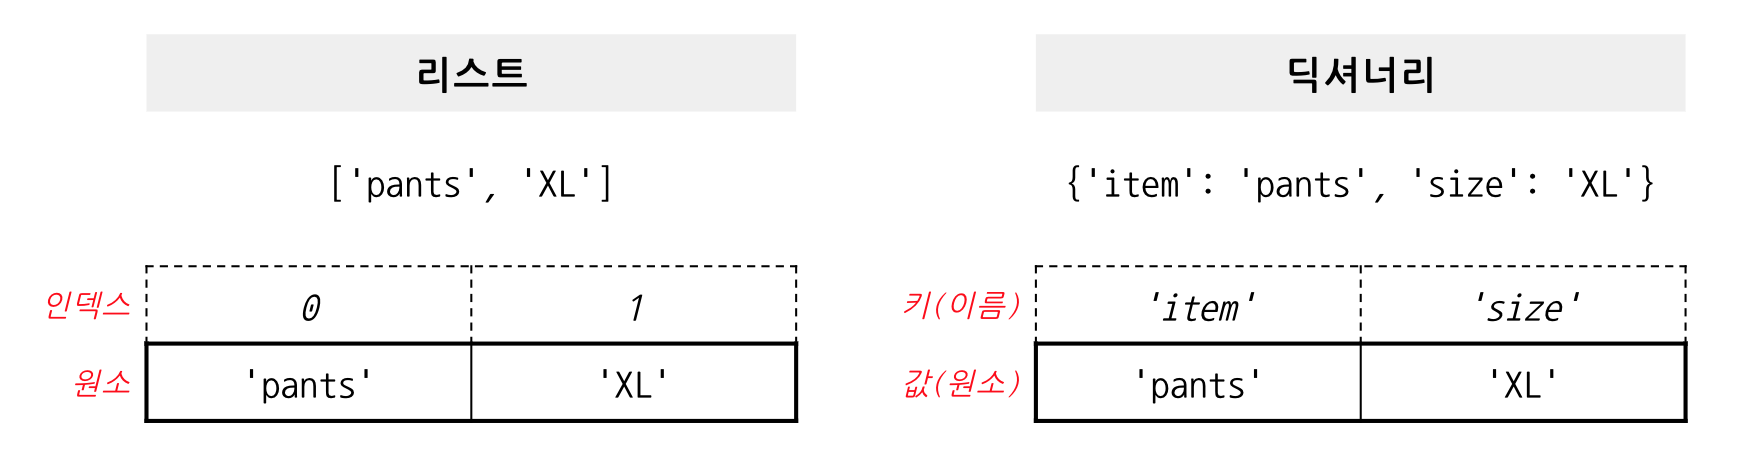 리스트
['pants', 'XL']
인덱스 0 1
원소 'pants' 'XL'
딕셔너리
{'item': 'pants', 'size': 'XL'}
키(이름) 'item' 'size'
값(원소) 'pants' 'XL'